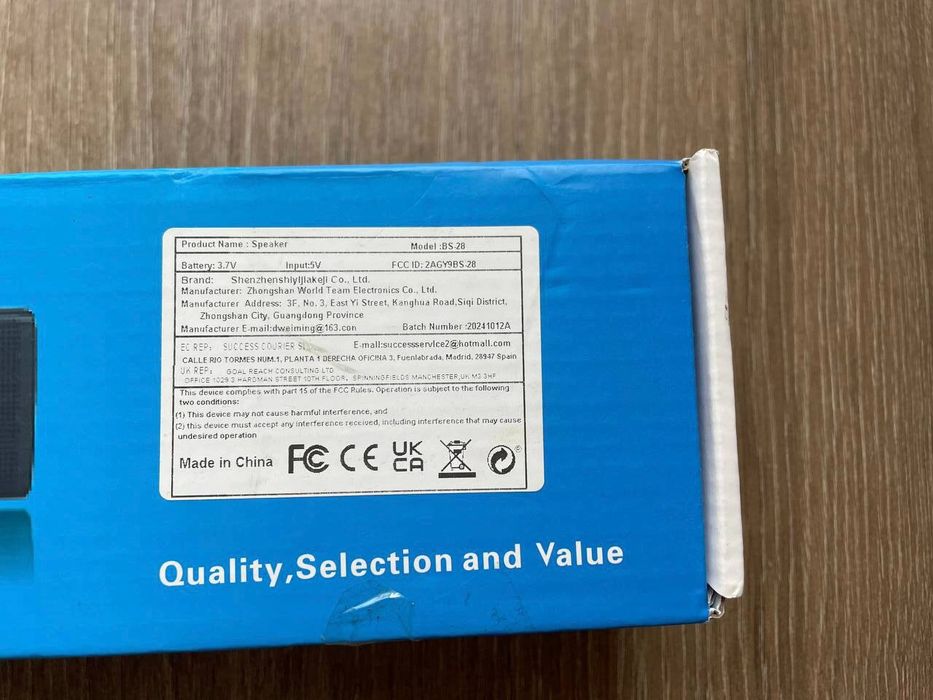 Product Name : Speaker Model :BS-28
Battery: 3.7V Input:5V FCC ID: 2AGY9BS-28
Brand: Shenzhenshiyijiakeji Co., Ltd.
Manufacturer: Zhongshan World Team Electronics Co., Ltd.
Manufacturer Address: 3F, No. 3, East Yi Street, Kanghua Road,Siqi District,
Zhongshan City, Guangdong Province
Manufacturer E-mail:dweiming@163.con Batch Number :20241012A
EC REP: SUCCESS COURIER SL E-mail:successservice2@hotmail.com
CALLE RIO TORMES NUM.1, PLANTA 1 DERECHA OFICINA 3, Fuenlabrada, Madrid, 28947 Spain
UK REP: GOAL REACH CONSULTING LTD
OFFICE 1029 3 HARDMAN STREET 10TH FLOOR, SPINNINGFIELDS MANCHESTER,UK M3 3HF
This device complies with part 15 of the FCC Rules. Operation is subject to the following
two conditions:
(1) This device may not cause harmful interference, and
(2) this device must accept any interference received, including interference that may cause
undesired operation
Made in China FC CE UK
CA
Quality,Selection and Value